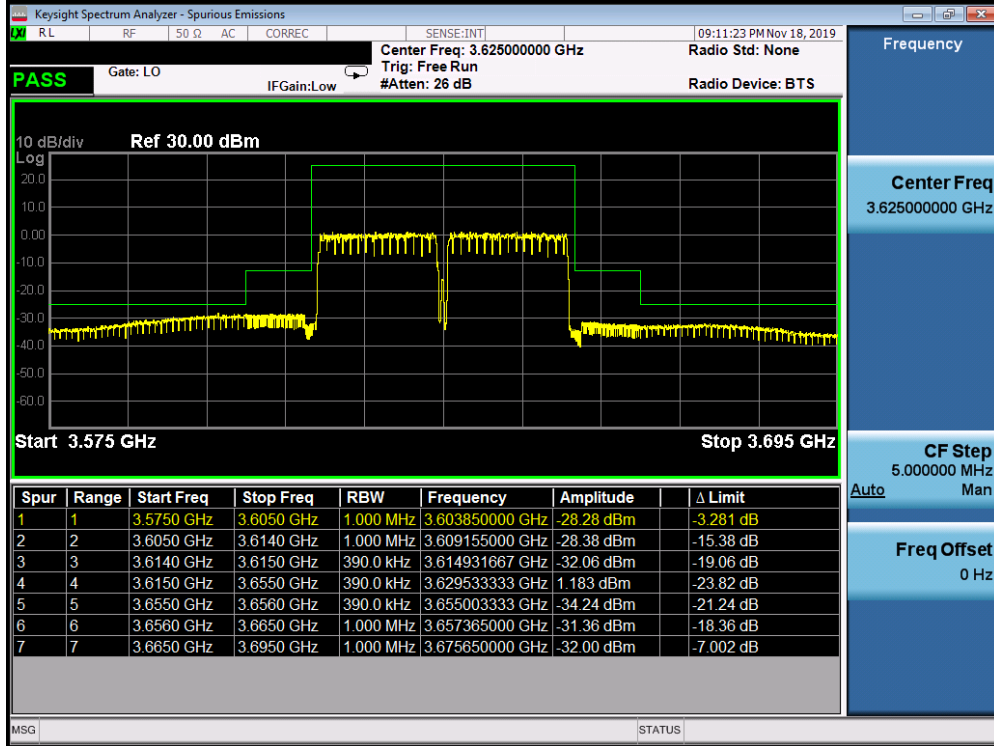 Keysight Spectrum Analyzer - Spurious Emissions
LXI RL RF 50 Ω AC CORREC SENSE:INT 09:11:23 PM Nov 18, 2019
Center Freq: 3.625000000 GHz Radio Std: None
Trig: Free Run
PASS Gate: LO IFGain:Low #Atten: 26 dB Radio Device: BTS
10 dB/div Ref 30.00 dBm
Log
20.0
10.0
0.00
-10.0
-20.0
-30.0
-40.0
-50.0
-60.0
Start 3.575 GHz Stop 3.695 GHz
Spur Range Start Freq Stop Freq RBW Frequency Amplitude Δ Limit
1 1 3.5750 GHz 3.6050 GHz 1.000 MHz 3.603850000 GHz -28.28 dBm -3.281 dB
2 2 3.6050 GHz 3.6140 GHz 1.000 MHz 3.609155000 GHz -28.38 dBm -15.38 dB
3 3 3.6140 GHz 3.6150 GHz 390.0 kHz 3.614931667 GHz -32.06 dBm -19.06 dB
4 4 3.6150 GHz 3.6550 GHz 390.0 kHz 3.629533333 GHz 1.183 dBm -23.82 dB
5 5 3.6550 GHz 3.6560 GHz 390.0 kHz 3.655003333 GHz -34.24 dBm -21.24 dB
6 6 3.6560 GHz 3.6650 GHz 1.000 MHz 3.657365000 GHz -31.36 dBm -18.36 dB
7 7 3.6650 GHz 3.6950 GHz 1.000 MHz 3.675650000 GHz -32.00 dBm -7.002 dB
MSG STATUS
Frequency
Center Freq
3.625000000 GHz
CF Step
5.000000 MHz
Auto Man
Freq Offset
0 Hz